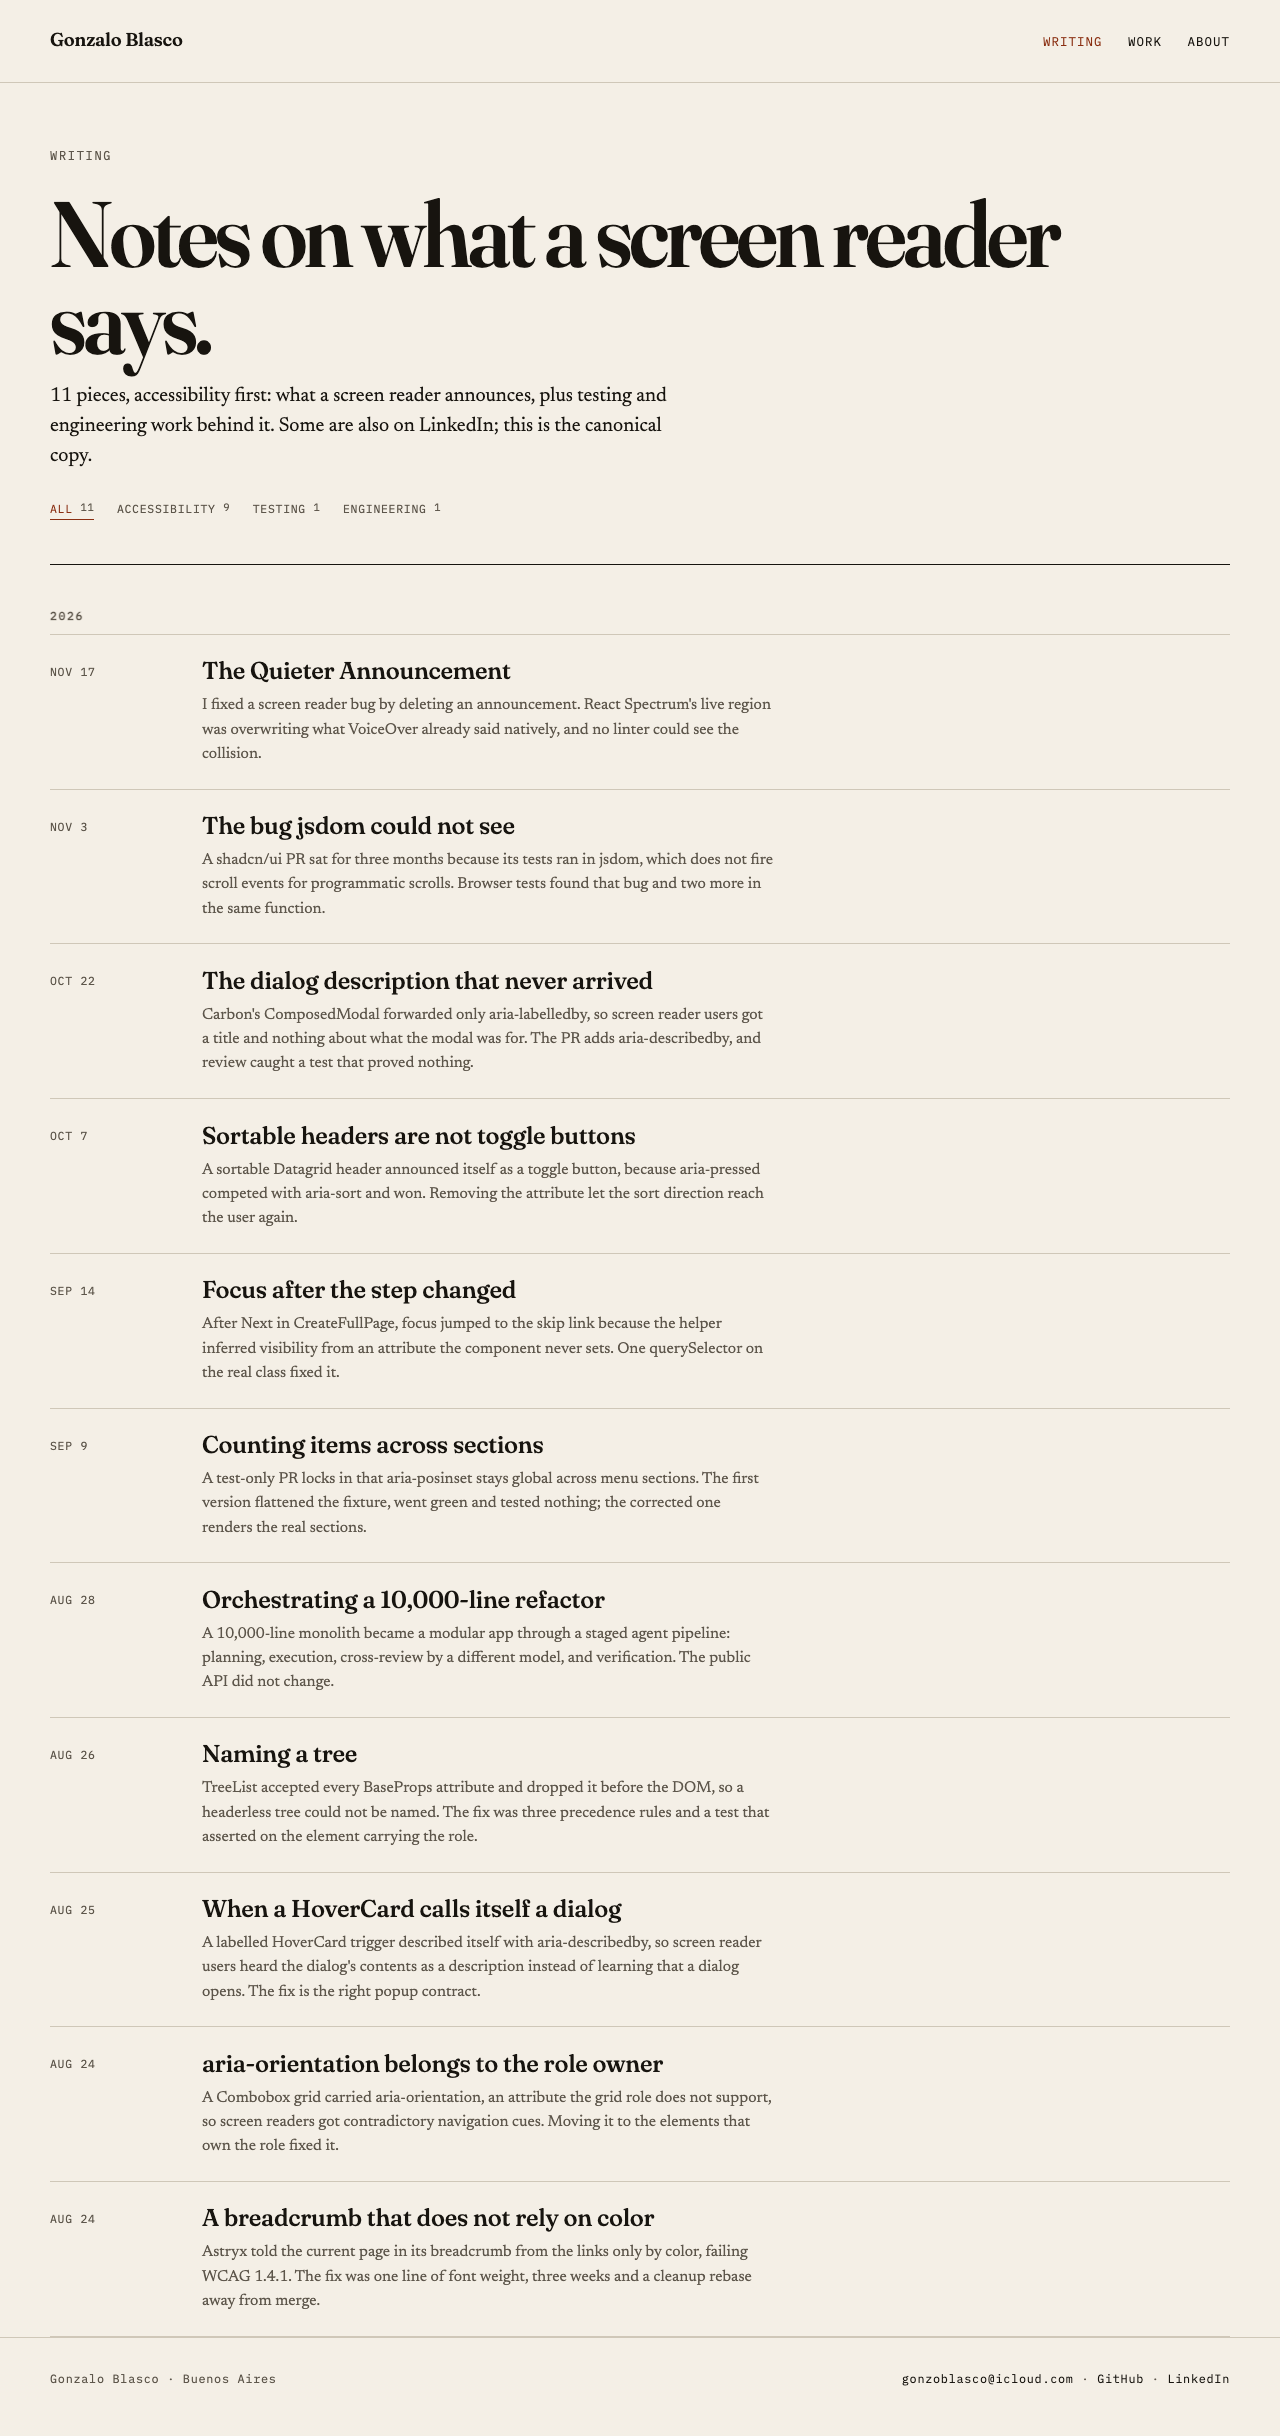 Gonzalo Blasco
WRITING WORK ABOUT
WRITING
Notes on what a screen reader
says.
11 pieces, accessibility first: what a screen reader announces, plus testing and
engineering work behind it. Some are also on LinkedIn; this is the canonical
copy.
ALL 11 ACCESSIBILITY 9 TESTING 1 ENGINEERING 1
2026
NOV 17
The Quieter Announcement
I fixed a screen reader bug by deleting an announcement. React Spectrum's live region
was overwriting what VoiceOver already said natively, and no linter could see the
collision.
NOV 3
The bug jsdom could not see
A shadcn/ui PR sat for three months because its tests ran in jsdom, which does not fire
scroll events for programmatic scrolls. Browser tests found that bug and two more in
the same function.
OCT 22
The dialog description that never arrived
Carbon's ComposedModal forwarded only aria-labelledby, so screen reader users got
a title and nothing about what the modal was for. The PR adds aria-describedby, and
review caught a test that proved nothing.
OCT 7
Sortable headers are not toggle buttons
A sortable Datagrid header announced itself as a toggle button, because aria-pressed
competed with aria-sort and won. Removing the attribute let the sort direction reach
the user again.
SEP 14
Focus after the step changed
After Next in CreateFullPage, focus jumped to the skip link because the helper
inferred visibility from an attribute the component never sets. One querySelector on
the real class fixed it.
SEP 9
Counting items across sections
A test-only PR locks in that aria-posinset stays global across menu sections. The first
version flattened the fixture, went green and tested nothing; the corrected one
renders the real sections.
AUG 28
Orchestrating a 10,000-line refactor
A 10,000-line monolith became a modular app through a staged agent pipeline:
planning, execution, cross-review by a different model, and verification. The public
API did not change.
AUG 26
Naming a tree
TreeList accepted every BaseProps attribute and dropped it before the DOM, so a
headerless tree could not be named. The fix was three precedence rules and a test that
asserted on the element carrying the role.
AUG 25
When a HoverCard calls itself a dialog
A labelled HoverCard trigger described itself with aria-describedby, so screen reader
users heard the dialog's contents as a description instead of learning that a dialog
opens. The fix is the right popup contract.
AUG 24
aria-orientation belongs to the role owner
A Combobox grid carried aria-orientation, an attribute the grid role does not support,
so screen readers got contradictory navigation cues. Moving it to the elements that
own the role fixed it.
AUG 24
A breadcrumb that does not rely on color
Astryx told the current page in its breadcrumb from the links only by color, failing
WCAG 1.4.1. The fix was one line of font weight, three weeks and a cleanup rebase
away from merge.
Gonzalo Blasco · Buenos Aires
gonzoblasco@icloud.com · GitHub · LinkedIn